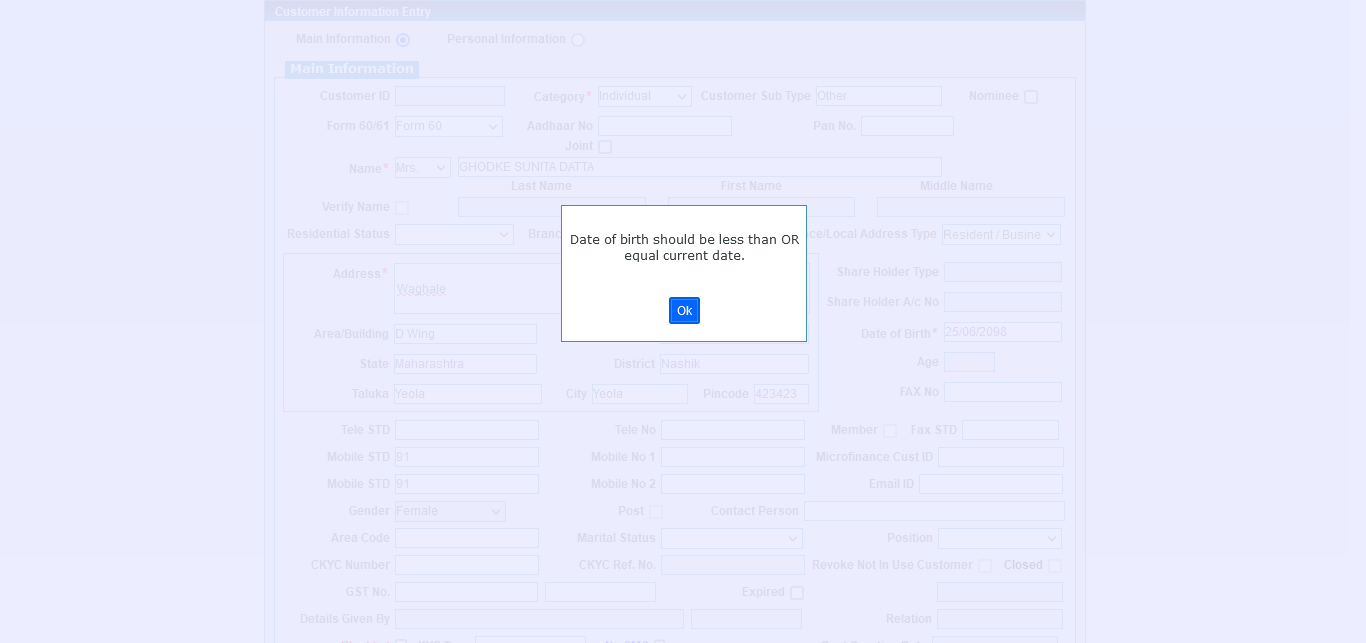 Customer Information Entry
Main Information Personal Information
Main Information
Customer ID Category* Individual Customer Sub Type Other Nominee
Form 60/61 Form 60 Aadhaar No Pan No.
Joint
Name* Mrs. GHODKE SUNITA DATTA
Last Name First Name Middle Name
Verify Name
Residential Status Branc ce/Local Address Type Resident / Busine
Date of birth should be less than OR
equal current date.
Ok
Address* Waghale
Share Holder Type
Share Holder A/c No
Area/Building D Wing Date of Birth* 25/06/2098
State Maharashtra District Nashik Age
Taluka Yeola City Yeola Pincode 423423 FAX No
Tele STD Tele No Member Fax STD
Mobile STD 91 Mobile No 1 Microfinance Cust ID
Mobile STD 91 Mobile No 2 Email ID
Gender Female Post Contact Person
Area Code Marital Status Position
CKYC Number CKYC Ref. No. Revoke Not In Use Customer Closed
GST No. Expired
Details Given By Relation